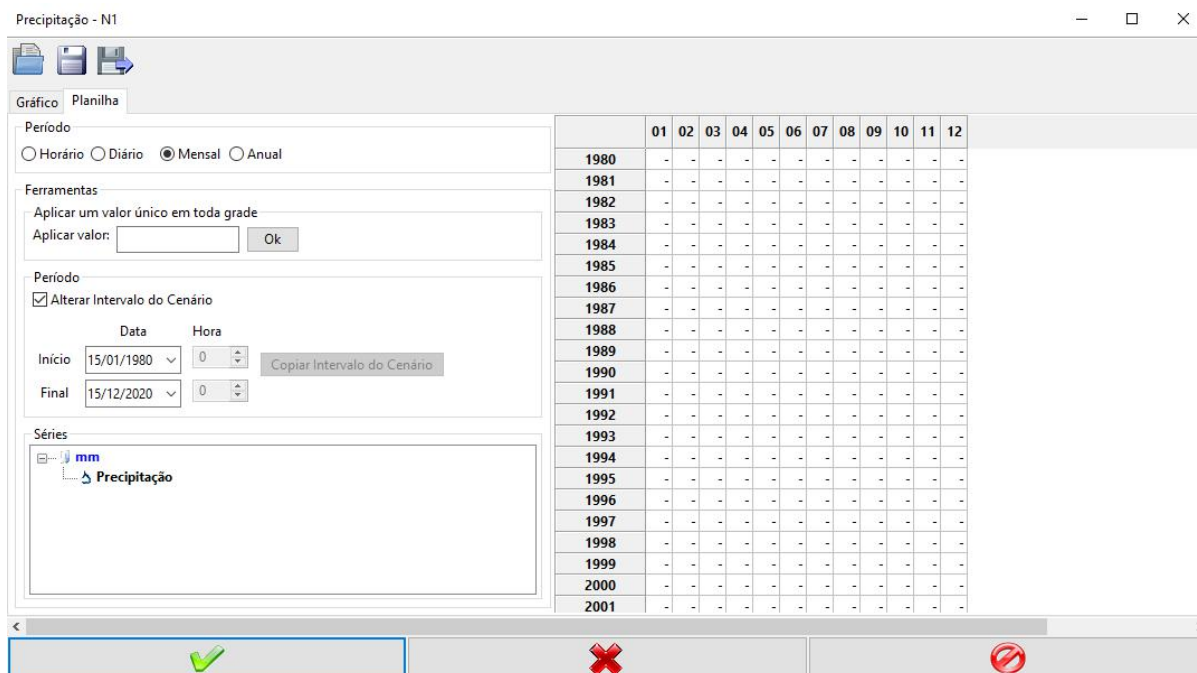 Precipitação - N1
Gráfico Planilha
Período
Horário Diário Mensal Anual
Ferramentas
Aplicar um valor único em toda grade
Aplicar valor: Ok
Período
Alterar Intervalo do Cenário
Data Hora
Início 15/01/1980 0 Copiar Intervalo do Cenário
Final 15/12/2020 0
Séries
mm
Precipitação
01 02 03 04 05 06 07 08 09 10 11 12
1980 - - - - - - - - - - - -
1981 - - - - - - - - - - - -
1982 - - - - - - - - - - - -
1983 - - - - - - - - - - - -
1984 - - - - - - - - - - - -
1985 - - - - - - - - - - - -
1986 - - - - - - - - - - - -
1987 - - - - - - - - - - - -
1988 - - - - - - - - - - - -
1989 - - - - - - - - - - - -
1990 - - - - - - - - - - - -
1991 - - - - - - - - - - - -
1992 - - - - - - - - - - - -
1993 - - - - - - - - - - - -
1994 - - - - - - - - - - - -
1995 - - - - - - - - - - - -
1996 - - - - - - - - - - - -
1997 - - - - - - - - - - - -
1998 - - - - - - - - - - - -
1999 - - - - - - - - - - - -
2000 - - - - - - - - - - - -
2001 - - - - - - - - - - - -